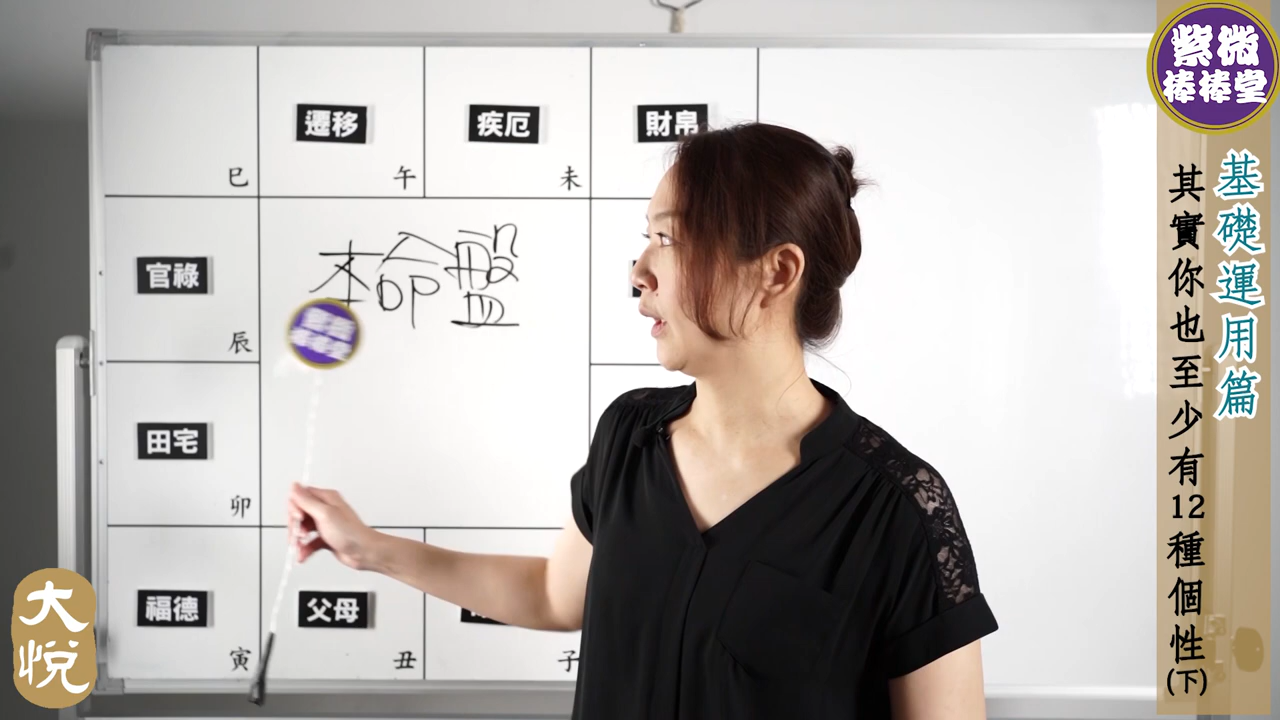 遷移
疾厄
財帛
巳
午
未
官祿
本命盤
辰
田宅
卯
福德
父母
寅
丑
子
紫微
棒棒堂
基礎運用篇
其實你也至少有12種個性(下)
大悅